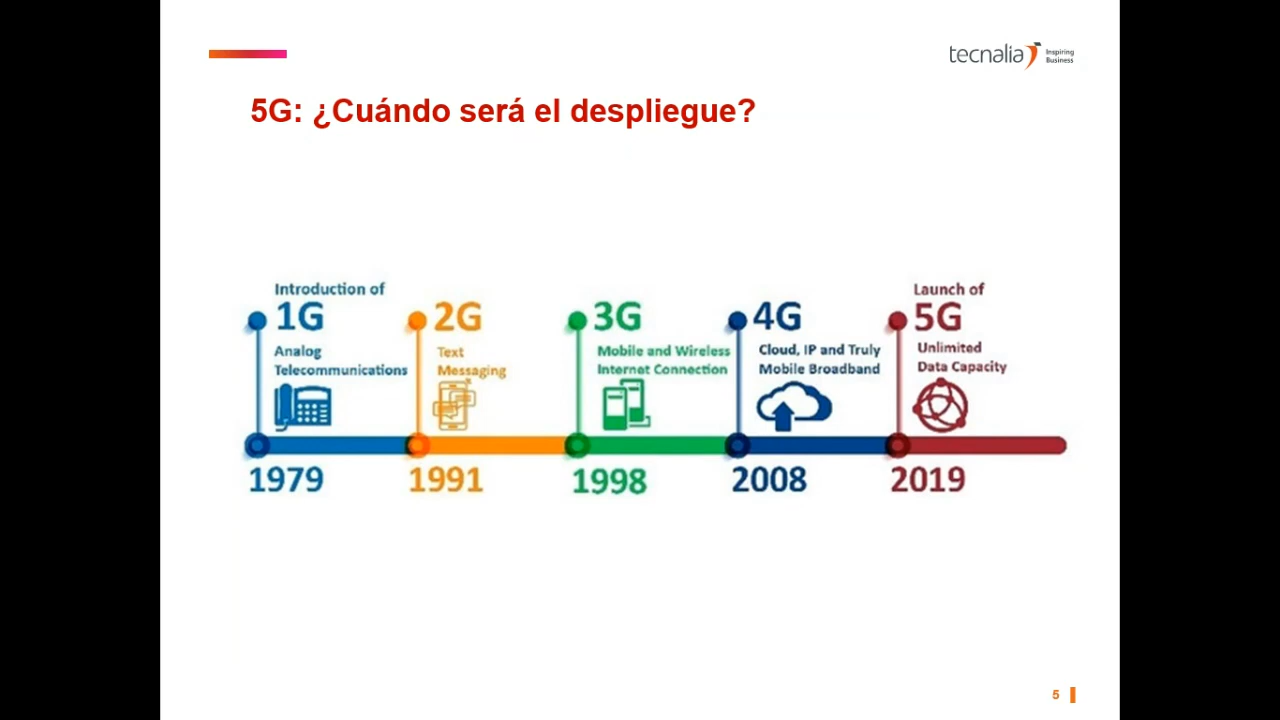 tecnalia Inspiring Business
5G: ¿Cuándo será el despliegue?
Introduction of
1G
Analog
Telecommunications
1979
2G
Text
Messaging
1991
3G
Mobile and Wireless
Internet Connection
1998
4G
Cloud, IP and Truly
Mobile Broadband
2008
Launch of
5G
Unlimited
Data Capacity
2019
5